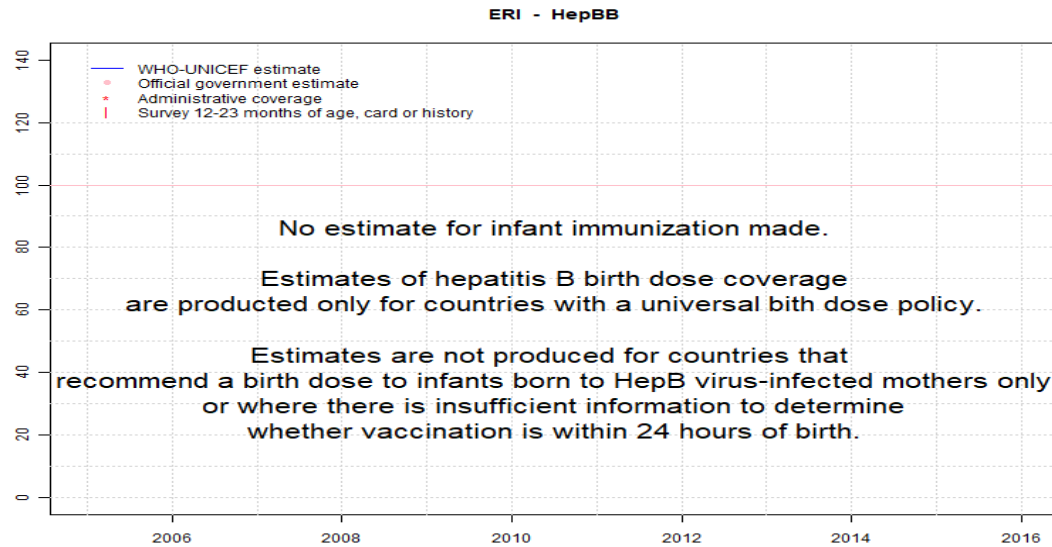 ERI - HepBB
140
WHO-UNICEF estimate
Official government estimate
Administrative coverage
Survey 12-23 months of age, card or history
120
100
No estimate for infant immunization made.
80
Estimates of hepatitis B birth dose coverage
are producted only for countries with a universal bith dose policy.
60
Estimates are not produced for countries that
40
recommend a birth dose to infants born to HepB virus-infected mothers only
or where there is insufficient information to determine
whether vaccination is within 24 hours of birth.
20
0
2006 2008 2010 2012 2014 2016